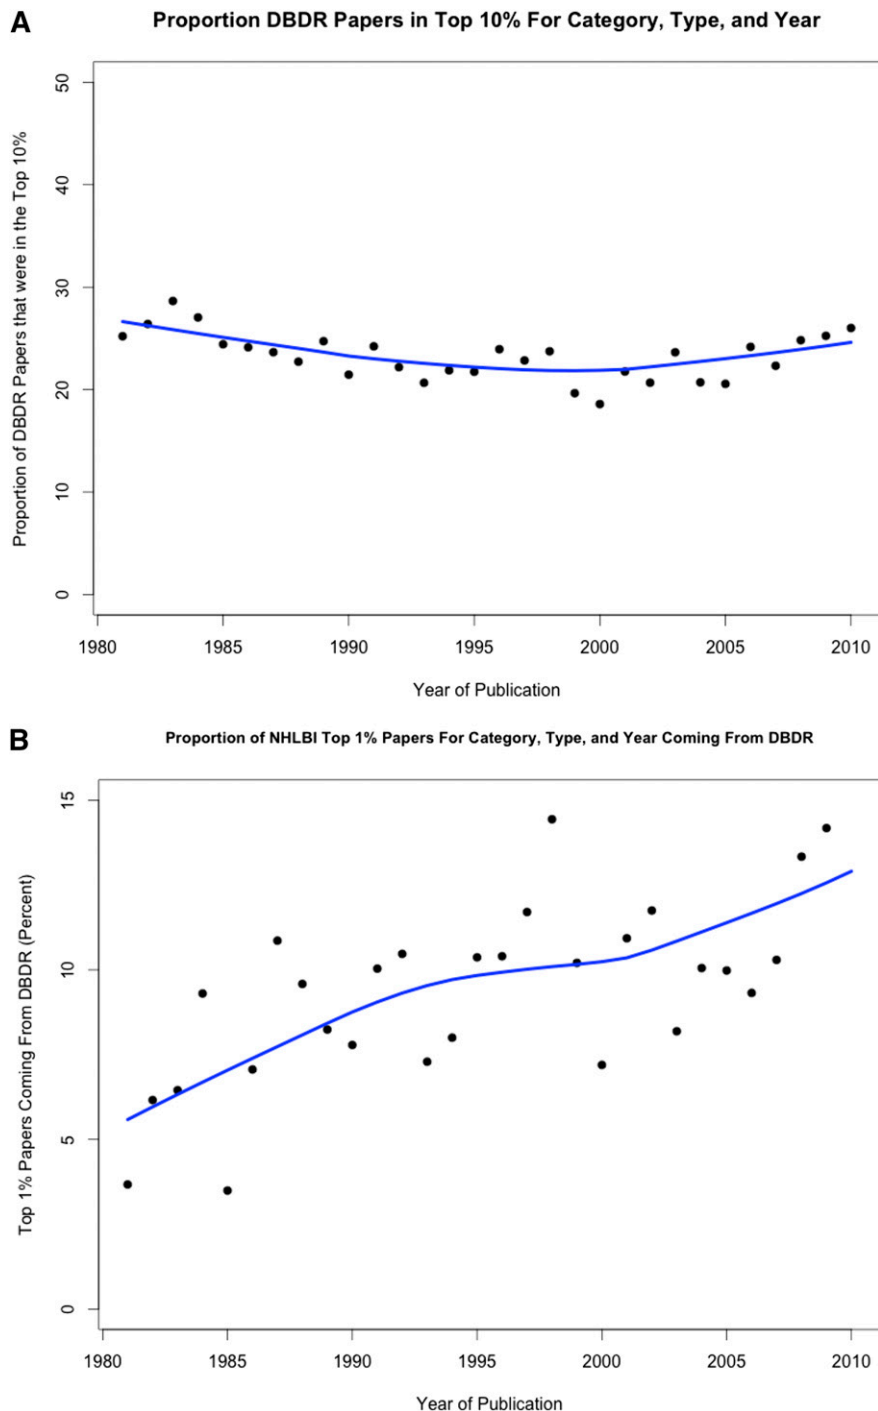 A
Proportion DBDR Papers in Top 10% For Category, Type, and Year
Proportion of DBDR Papers that were in the Top 10%
50
40
30
20
10
0
1980 1985 1990 1995 2000 2005 2010
Year of Publication
B
Proportion of NHLBI Top 1% Papers For Category, Type, and Year Coming From DBDR
Top 1% Papers Coming From DBDR (Percent)
15
10
5
0
1980 1985 1990 1995 2000 2005 2010
Year of Publication